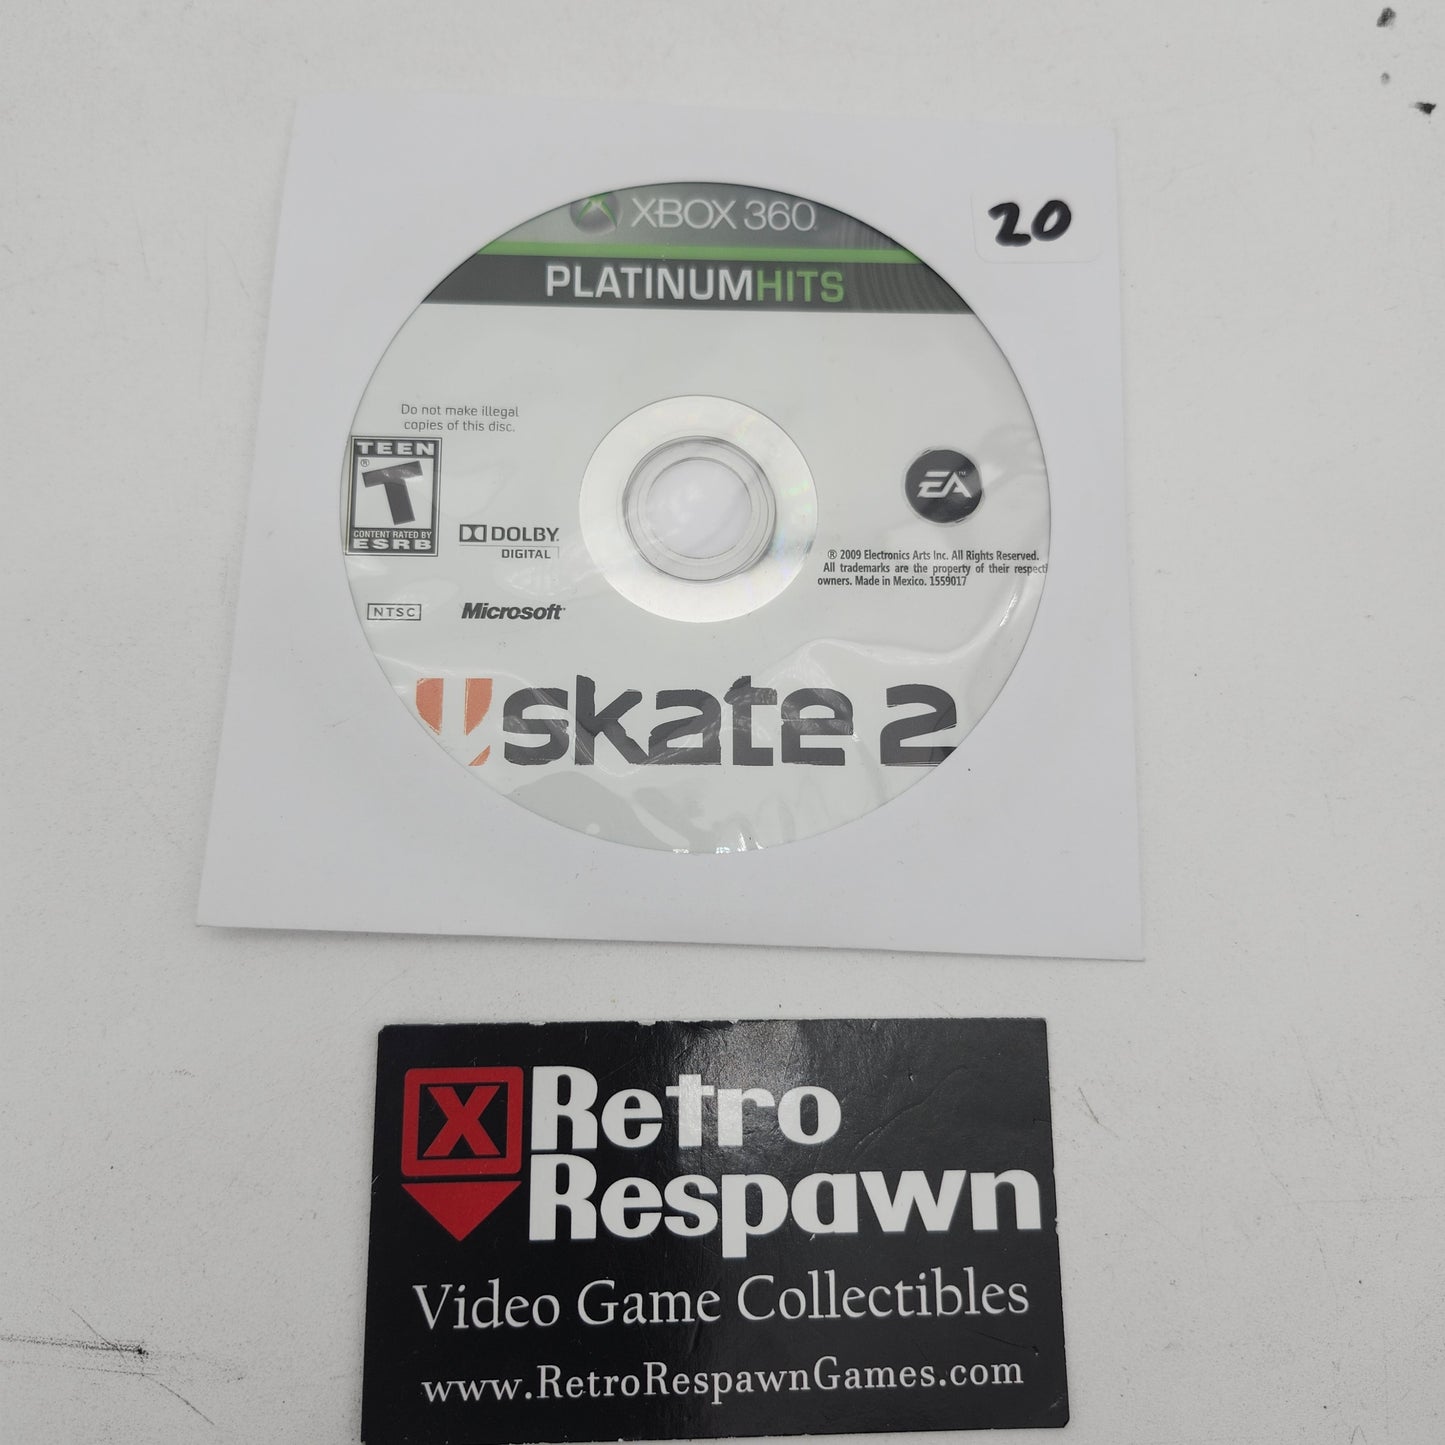 XBOX 360
20
PLATINUMHITS
Do not make illegal
copies of this disc.
TEEN
T
®
CONTENT RATED BY
ESRB
DOLBY
DIGITAL
EA™
® 2009 Electronics Arts Inc. All Rights Reserved.
All trademarks are the property of their respect
owners. Made in Mexico. 1559017
NTSC
Microsoft
skate 2
X
Retro
Respawn
Video Game Collectibles
www.RetroRespawnGames.com